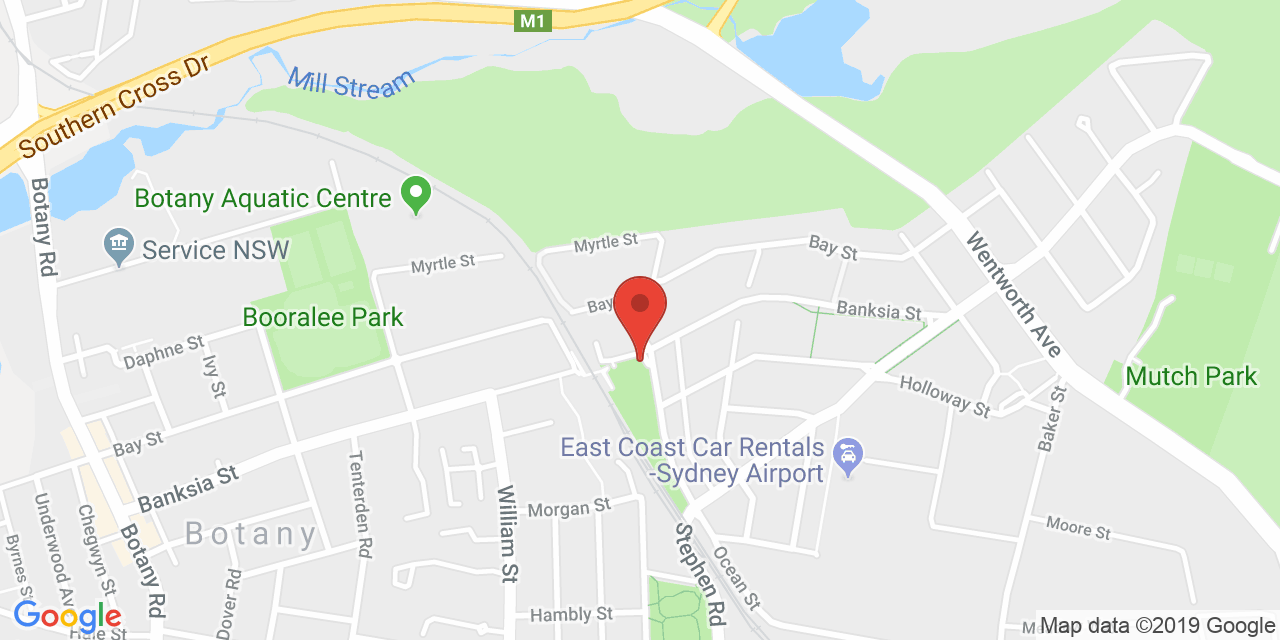 M1
Southern Cross Dr
Mill Stream
Botany Rd
Botany Aquatic Centre
Service NSW
Myrtle St
Myrtle St
Bay St
Wentworth Ave
Booralee Park
Bay
Banksia St
Daphne St
Ivy St
Mutch Park
Holloway St
Baker St
Bay St
East Coast Car Rentals
-Sydney Airport
Banksia St
Tenterden Rd
William St
Morgan St
Botany
Underwood Av
Chegwyn St
Byrnes St
Botany Rd
Dover Rd
Stephen Rd
Ocean St
Moore St
Hambly St
Google
Hale St
Map data ©2019 Google